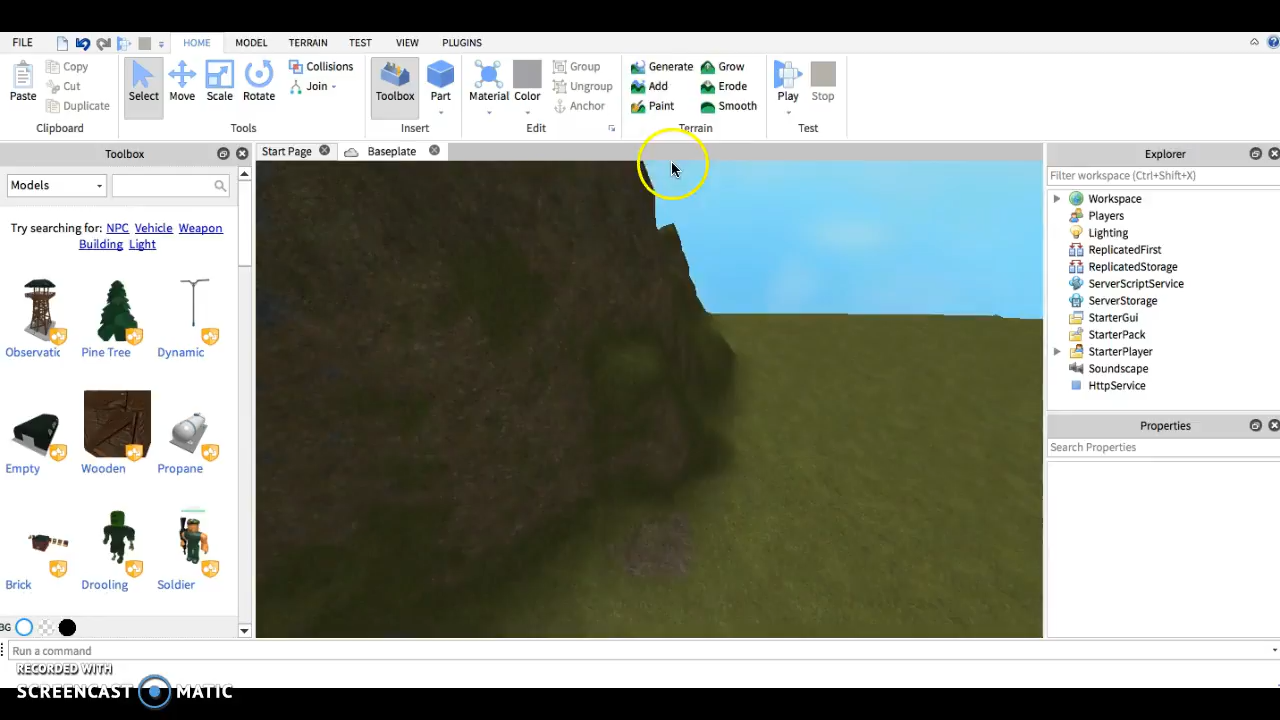 FILE HOME MODEL TERRAIN TEST VIEW PLUGINS
Paste Copy Cut Duplicate
Clipboard
Select Move Scale Rotate Collisions Join
Tools
Toolbox Part
Insert
Material Color Group Ungroup Anchor
Edit
Generate Add Paint Grow Erode Smooth
Terrain
Play Stop
Test
Toolbox
Models
Try searching for: NPC Vehicle Weapon
Building Light
Observatic Pine Tree Dynamic
Empty Wooden Propane
Brick Drooling Soldier
BG
Start Page Baseplate
Explorer
Filter workspace (Ctrl+Shift+X)
Workspace
Players
Lighting
ReplicatedFirst
ReplicatedStorage
ServerScriptService
ServerStorage
StarterGui
StarterPack
StarterPlayer
Soundscape
HttpService
Properties
Search Properties
Run a command
RECORDED WITH
SCREENCAST MATIC